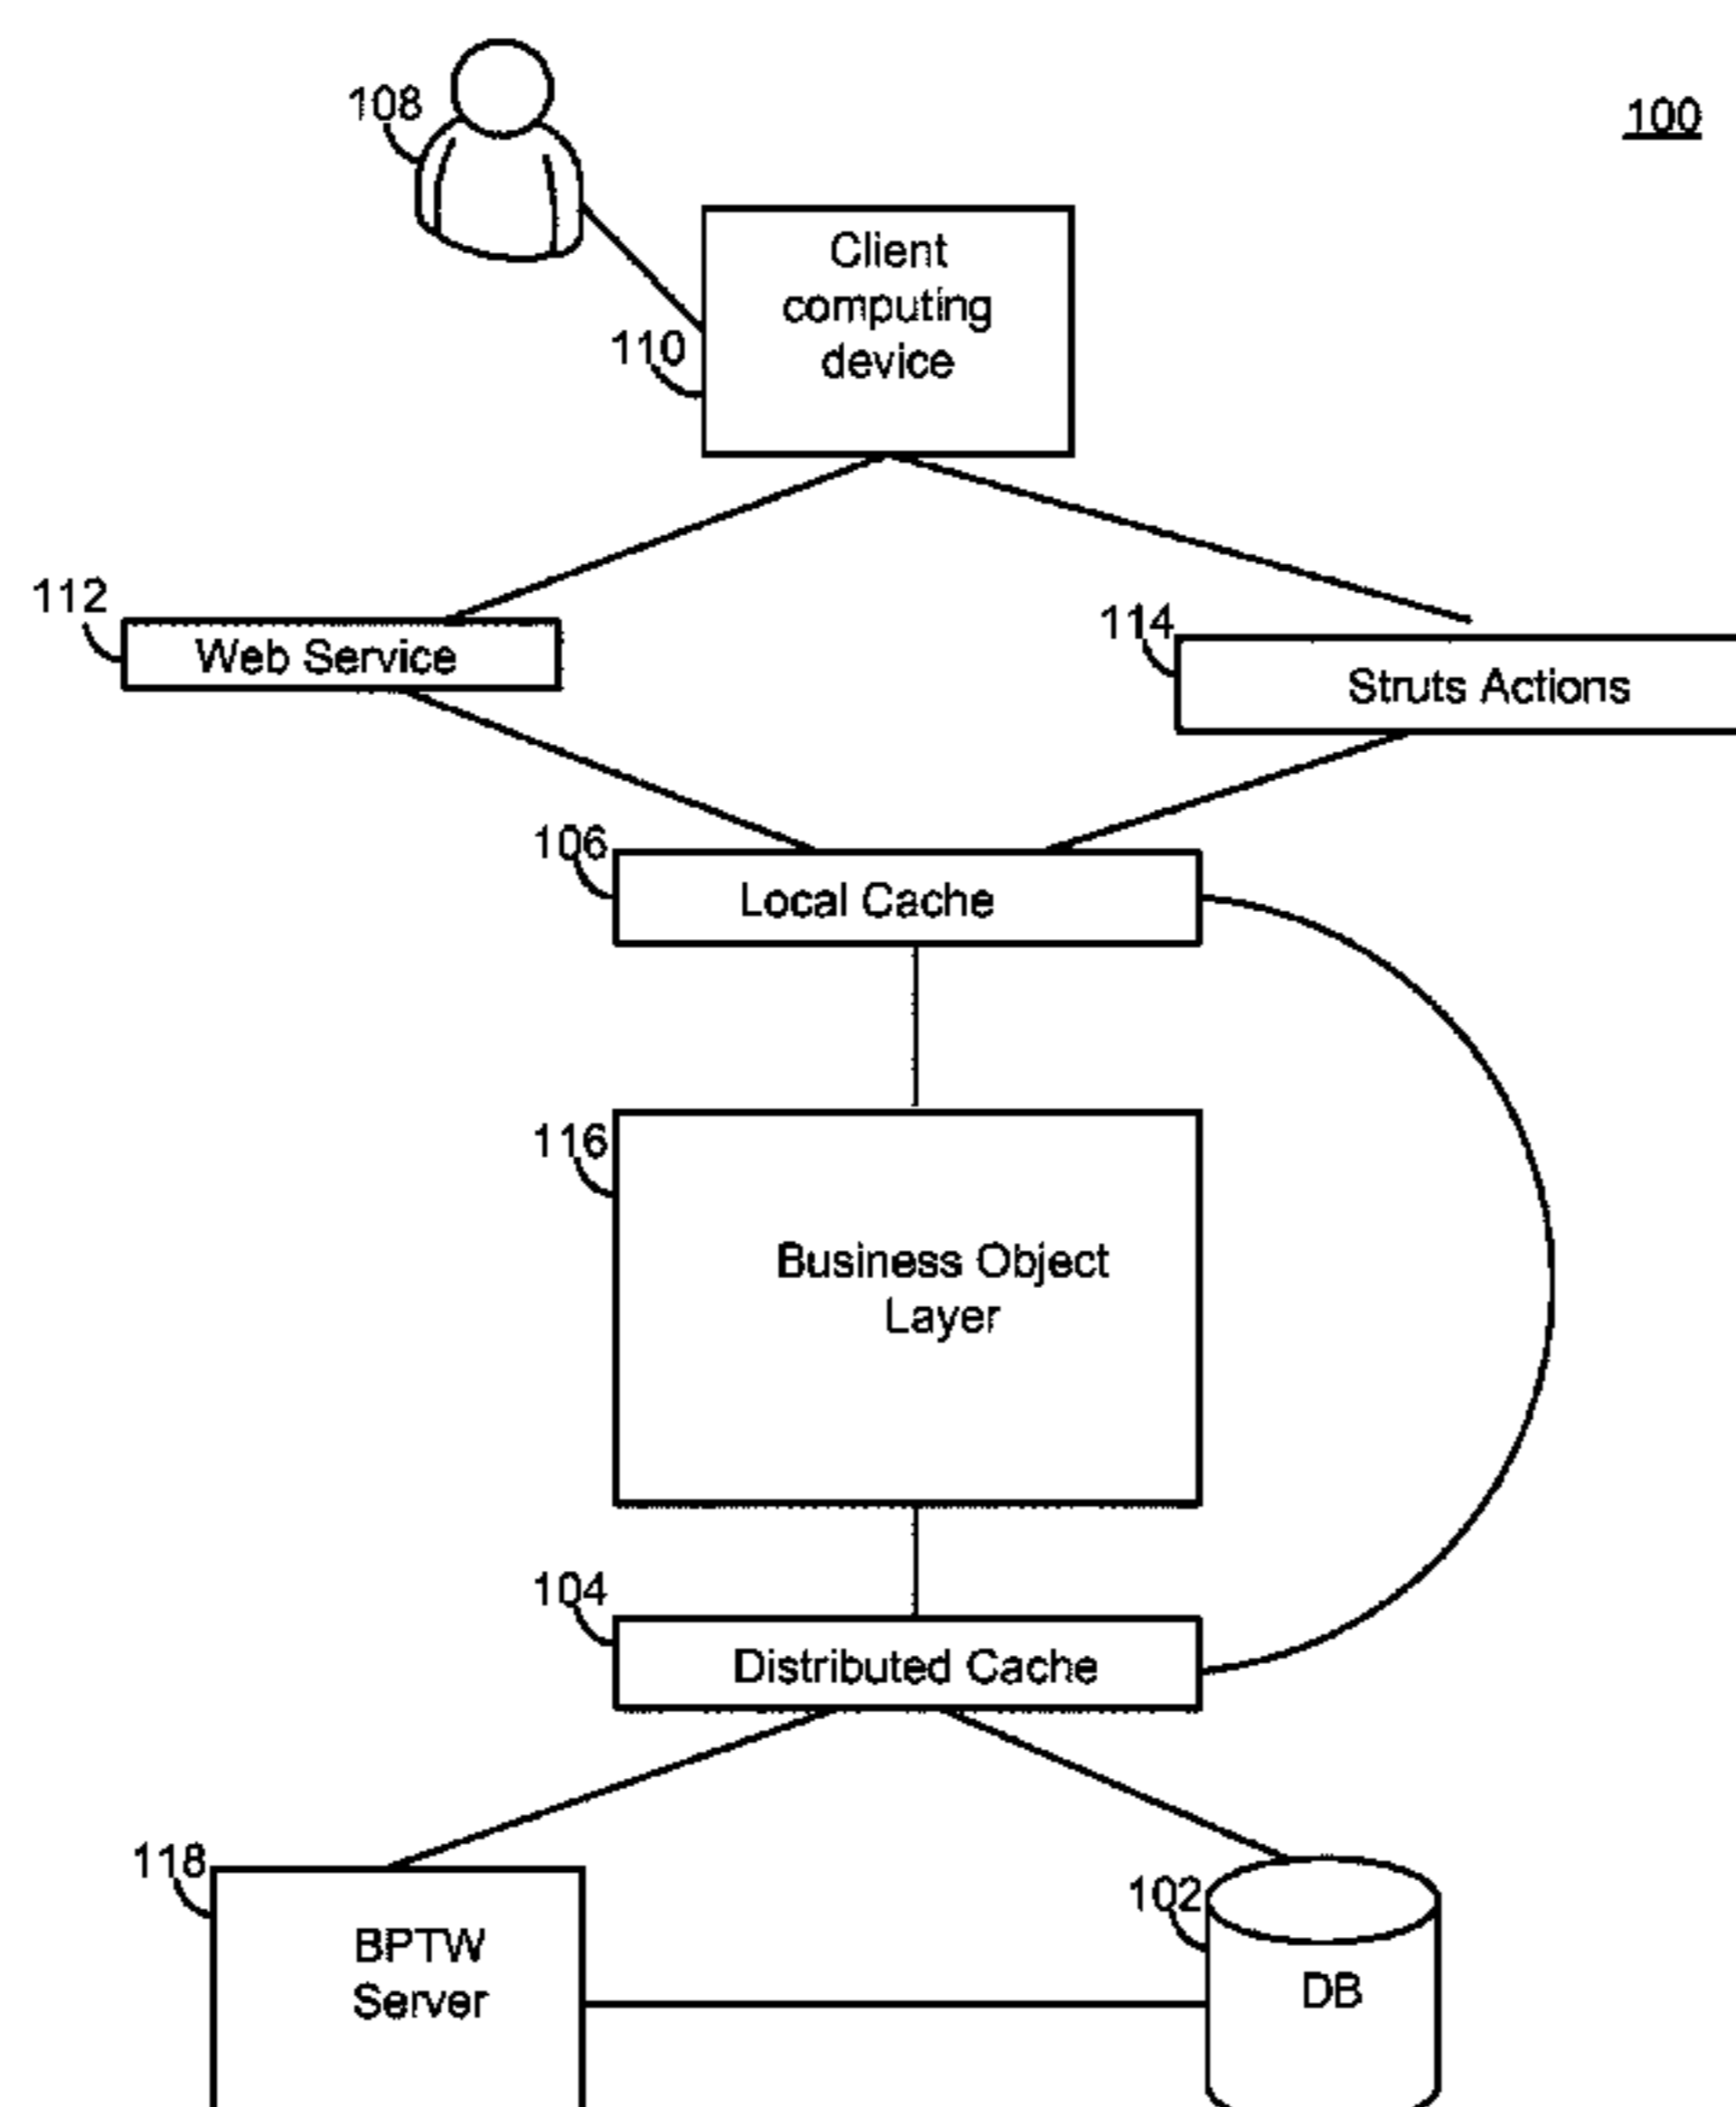 108
100
Client
computing
device
110
112
Web Service
114
Struts Actions
106
Local Cache
116
Business Object
Layer
104
Distributed Cache
118
BPTW
Server
102
DB